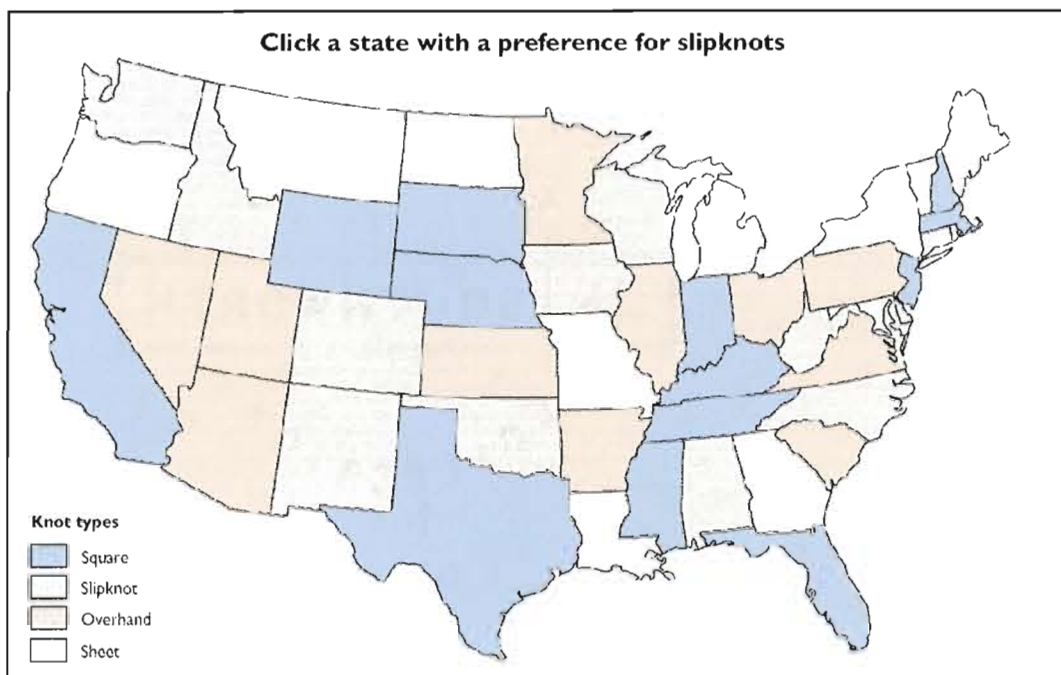 Click a state with a preference for slipknots
Knot types
Square
Slipknot
Overhand
Sheet